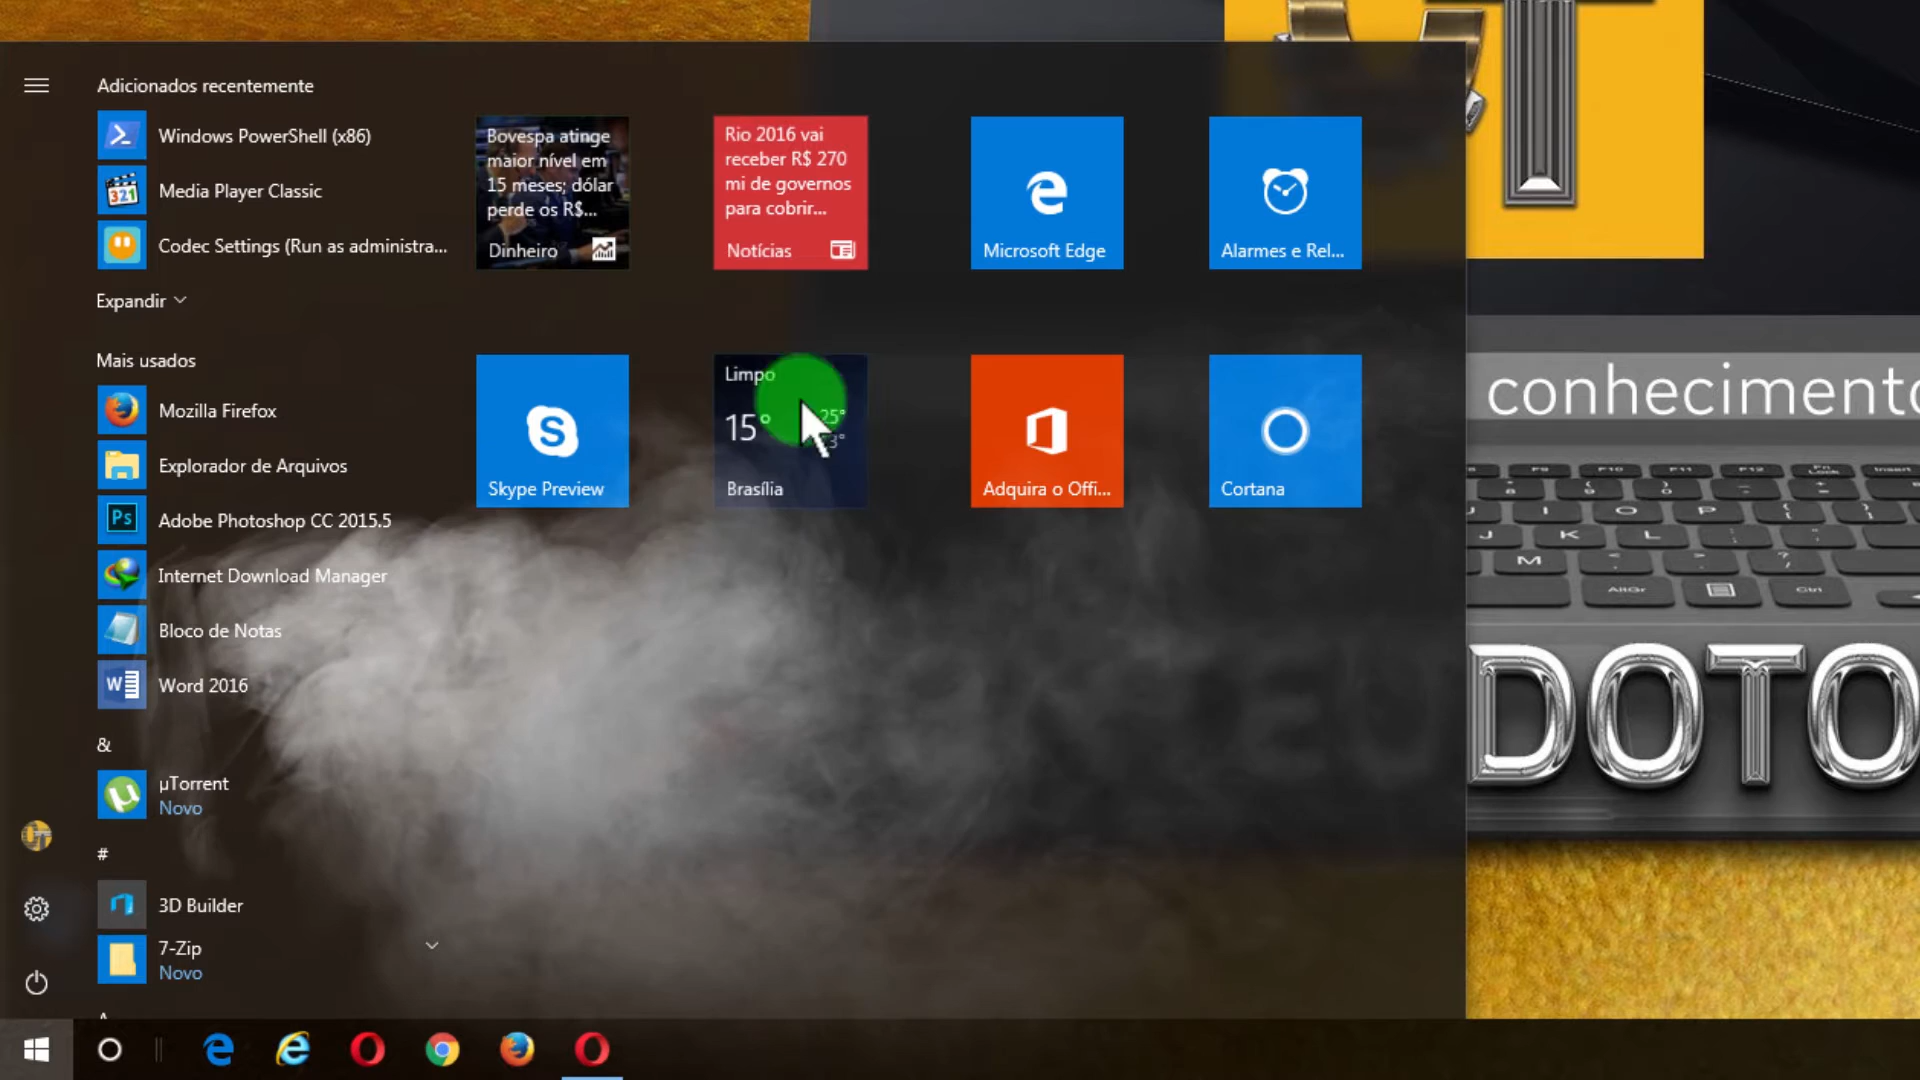 Adicionados recentemente
Windows PowerShell (x86)
Media Player Classic
Codec Settings (Run as administra...
Expandir
Mais usados
Mozilla Firefox
Explorador de Arquivos
Adobe Photoshop CC 2015.5
Internet Download Manager
Bloco de Notas
Word 2016
&
µTorrent
Novo
#
3D Builder
7-Zip
Novo
Bovespa atinge
maior nível em
15 meses; dólar
perde os R$...
Dinheiro
Rio 2016 vai
receber R$ 270
mi de governos
para cobrir...
Notícias
Microsoft Edge
Alarmes e Rel...
Skype Preview
Limpo
15°
25°
Brasília
Adquira o Offi...
Cortana
T
conhecimento
DOTO